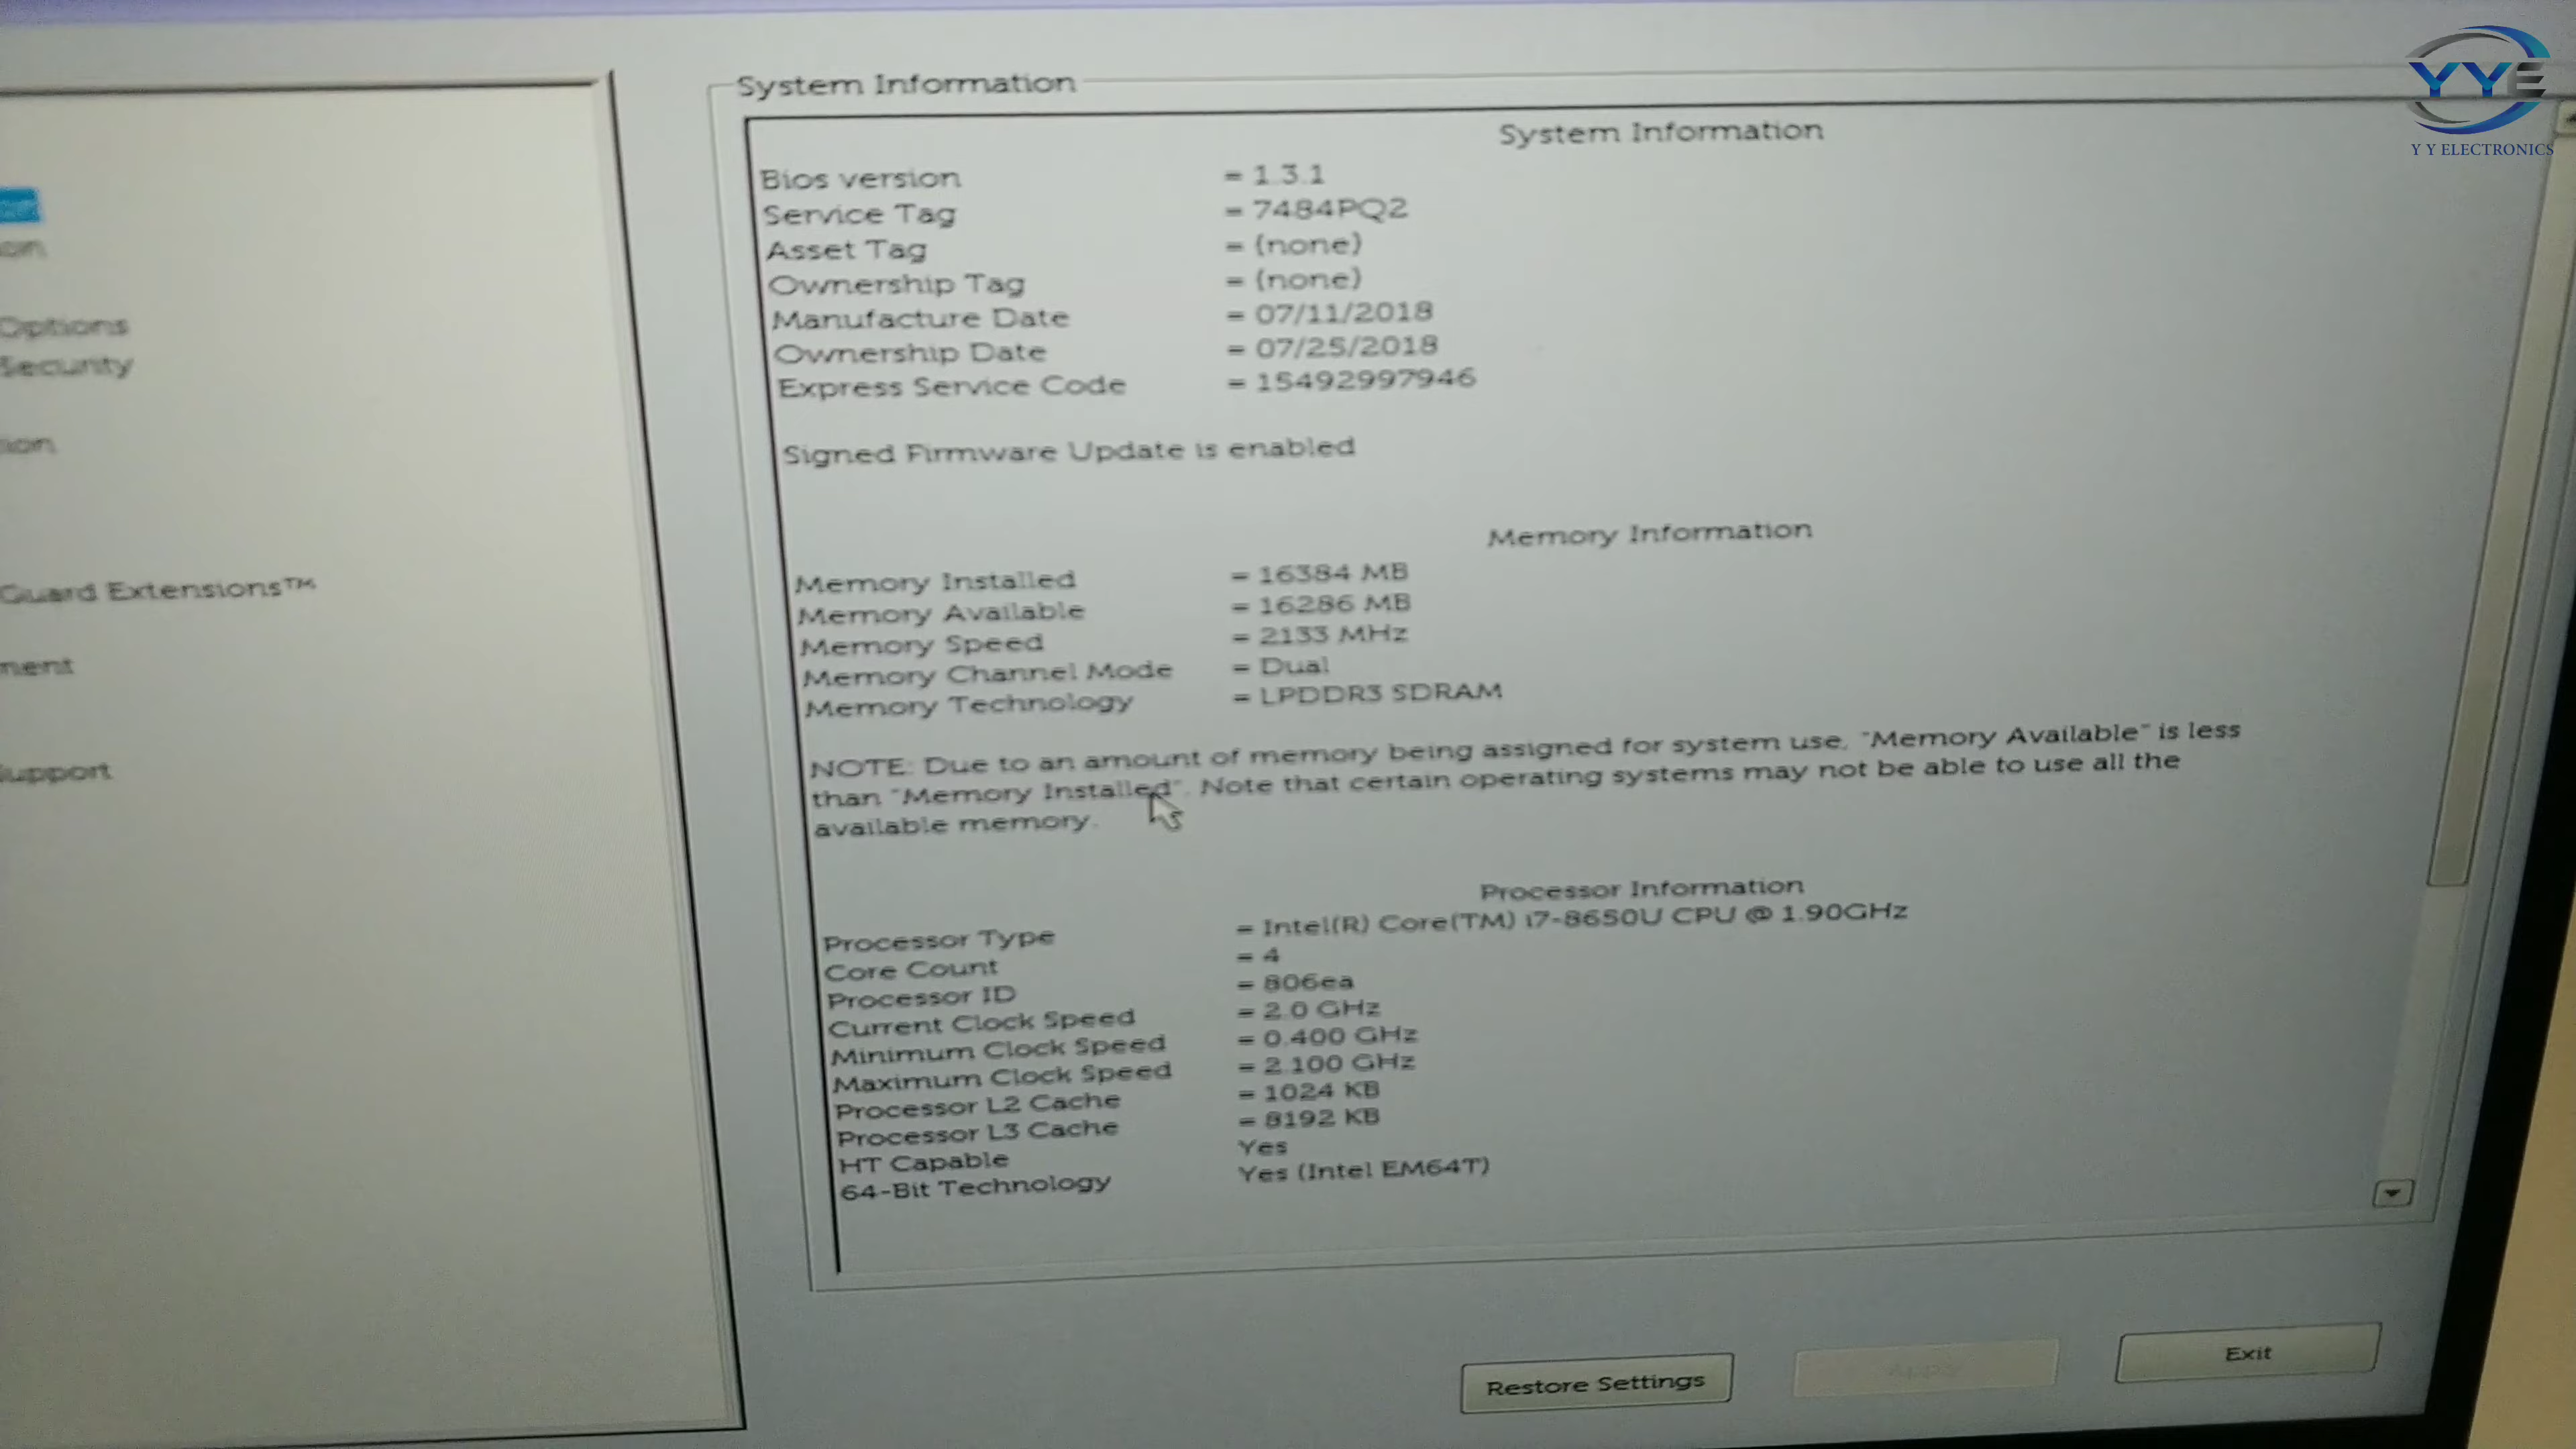 YYE
Y Y ELECTRONICS
System Information
System Information
Bios version = 1.3.1
Service Tag = 7484PQ2
Asset Tag = (none)
Ownership Tag = (none)
Manufacture Date = 07/11/2018
Ownership Date = 07/25/2018
Express Service Code = 15492997946
Signed Firmware Update is enabled
Memory Information
Memory Installed = 16384 MB
Memory Available = 16286 MB
Memory Speed = 2133 MHz
Memory Channel Mode = Dual
Memory Technology = LPDDR3 SDRAM
NOTE: Due to an amount of memory being assigned for system use, "Memory Available" is less
than "Memory Installed". Note that certain operating systems may not be able to use all the
available memory.
Processor Information
Processor Type = Intel(R) Core(TM) i7-8650U CPU @ 1.90GHz
Core Count = 4
Processor ID = 806ea
Current Clock Speed = 2.0 GHz
Minimum Clock Speed = 0.400 GHz
Maximum Clock Speed = 2.100 GHz
Processor L2 Cache = 1024 KB
Processor L3 Cache = 8192 KB
HT Capable Yes
64-Bit Technology Yes (Intel EM64T)
Options
Security
Guard Extensions™
Support
Restore Settings
Exit